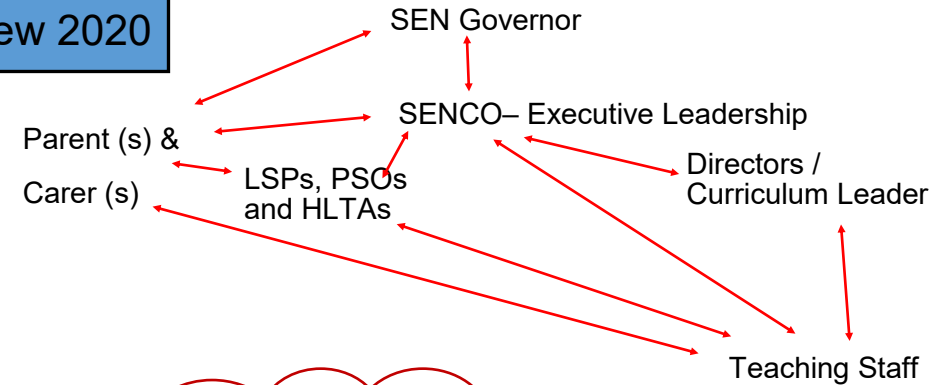 ew 2020
SEN Governor
SENCO– Executive Leadership
Parent (s) &
Carer (s)
LSPs, PSOs
and HLTAs
Directors /
Curriculum Leader
Teaching Staff